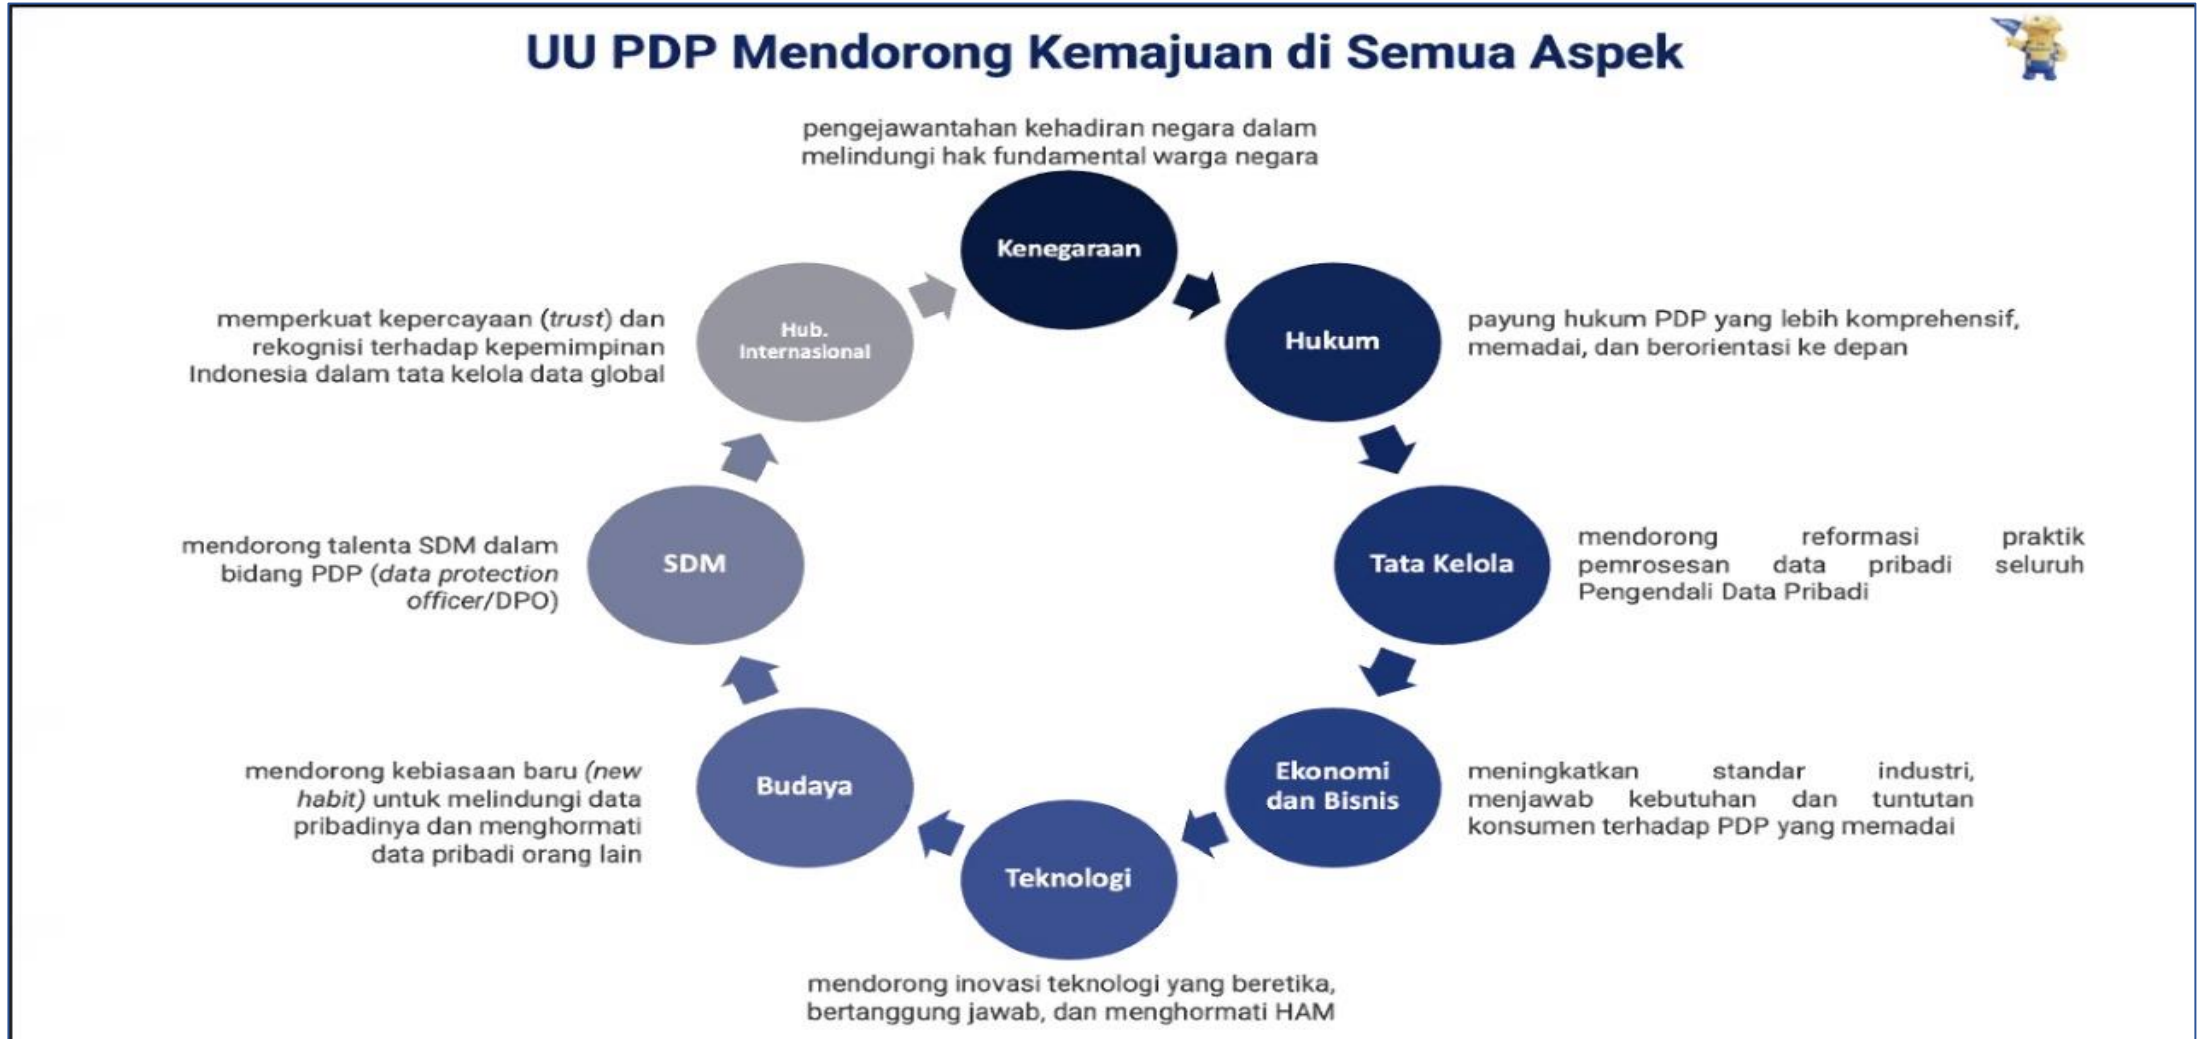 UU PDP Mendorong Kemajuan di Semua Aspek
pengejawantahan kehadiran negara dalam
melindungi hak fundamental warga negara
Kenegaraan
Hukum
payung hukum PDP yang lebih komprehensif,
memadai, dan berorientasi ke depan
Tata Kelola
mendorong reformasi praktik
pemrosesan data pribadi seluruh
Pengendali Data Pribadi
Ekonomi
dan Bisnis
meningkatkan standar industri,
menjawab kebutuhan dan tuntutan
konsumen terhadap PDP yang memadai
Teknologi
mendorong inovasi teknologi yang beretika,
bertanggung jawab, dan menghormati HAM
Budaya
mendorong kebiasaan baru (new
habit) untuk melindungi data
pribadinya dan menghormati
data pribadi orang lain
SDM
mendorong talenta SDM dalam
bidang PDP (data protection
officer/DPO)
Hub.
Internasional
memperkuat kepercayaan (trust) dan
rekognisi terhadap kepemimpinan
Indonesia dalam tata kelola data global